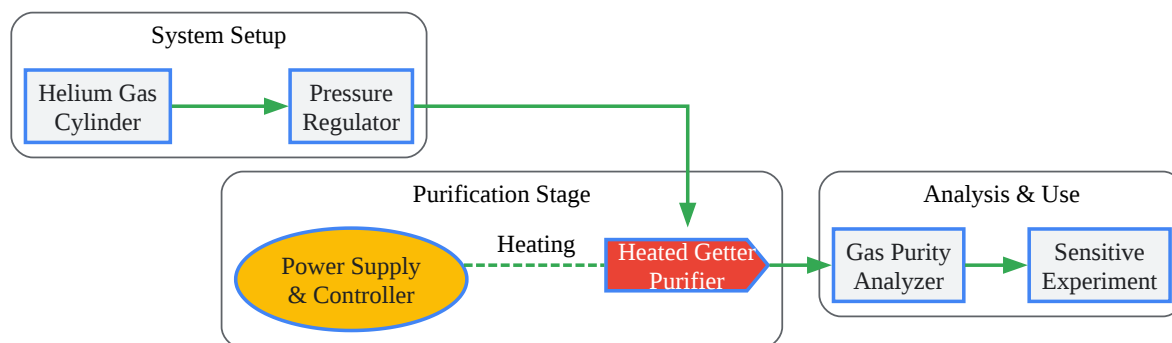 System Setup
Helium Gas
Cylinder
Pressure
Regulator
Purification Stage
Heating
Power Supply
& Controller
Heated Getter
Purifier
Analysis & Use
Gas Purity
Analyzer
Sensitive
Experiment